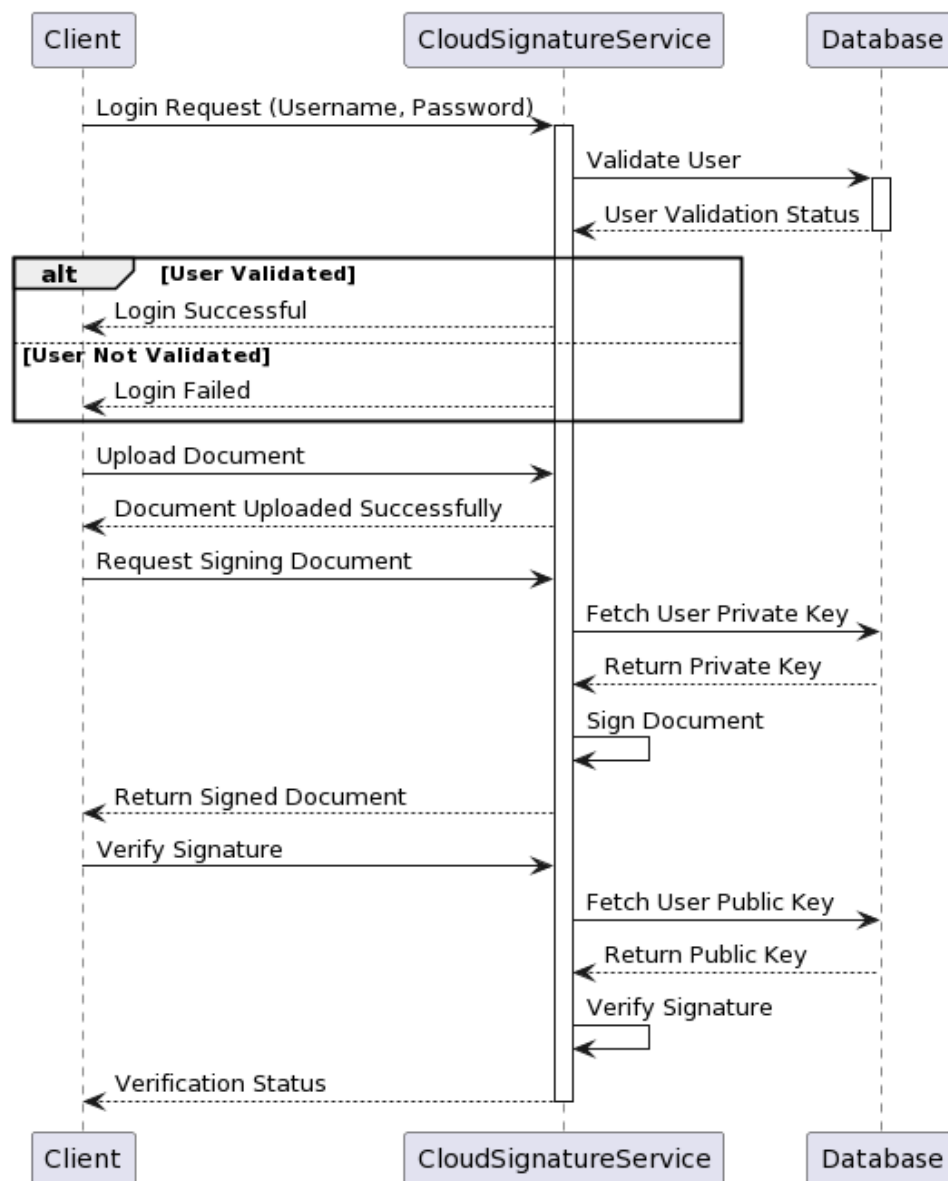 Client CloudSignatureService Database
Login Request (Username, Password)
Validate User
User Validation Status
alt [User Validated]
Login Successful
[User Not Validated]
Login Failed
Upload Document
Document Uploaded Successfully
Request Signing Document
Fetch User Private Key
Return Private Key
Sign Document
Return Signed Document
Verify Signature
Fetch User Public Key
Return Public Key
Verify Signature
Verification Status
Client CloudSignatureService Database